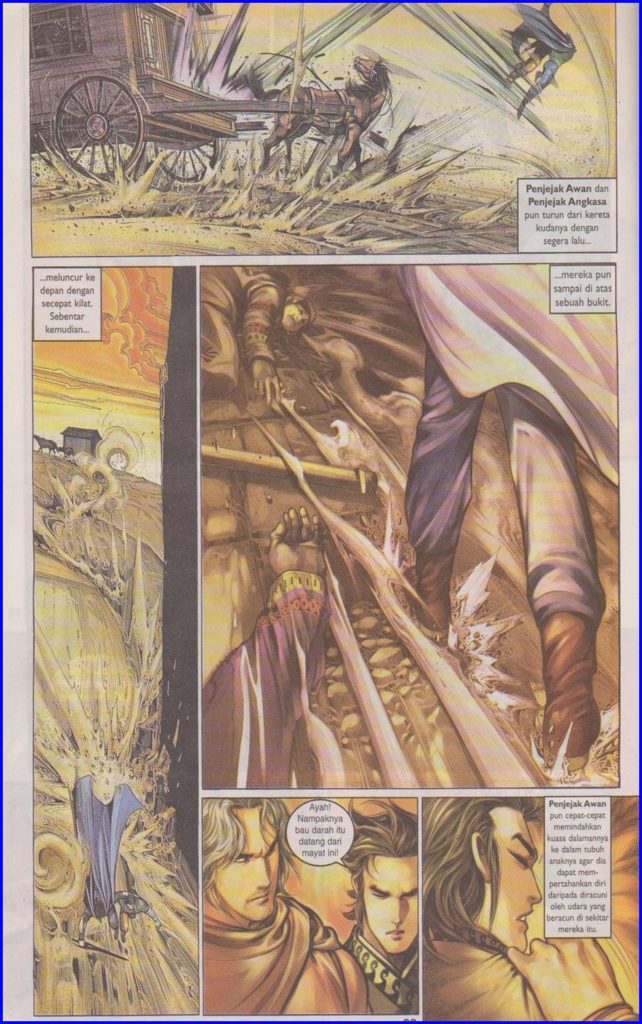 Penjejak Awan dan
Penjejak Angkasa
pun turun dari kereta
kudanya dengan
segera lalu...
...meluncur ke
depan dengan
secepat kilat.
Sebentar
kemudian...
...mereka pun
sampai di atas
sebuah bukit.
Ayah!
Nampaknya
bau darah itu
datang dari
mayat ini!
Penjejak Awan
pun cepat-cepat
memindahkan
kuasa dalamannya
ke dalam tubuh
anaknya agar dia
dapat mem-
pertahankan diri
daripada diracuni
oleh udara yang
beracun di sekitar
mereka itu.